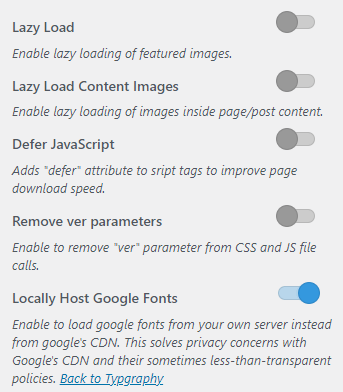 Lazy Load
Enable lazy loading of featured images.
Lazy Load Content Images
Enable lazy loading of images inside page/post content.
Defer JavaScript
Adds "defer" attribute to sript tags to improve page
download speed.
Remove ver parameters
Enable to remove "ver" parameter from CSS and JS file
calls.
Locally Host Google Fonts
Enable to load google fonts from your own server instead
from google's CDN. This solves privacy concerns with
Google's CDN and their sometimes less-than-transparent
policies. Back to Typgraphy